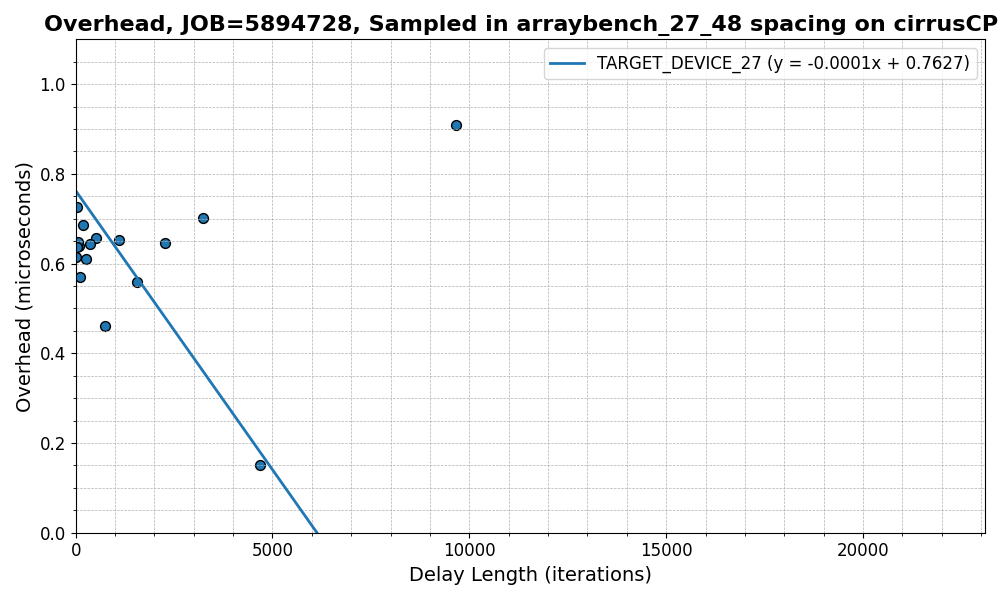 Overhead, JOB=5894728, Sampled in arraybench_27_48 spacing on cirrusCP
TARGET_DEVICE_27 (y = -0.0001x + 0.7627)
1.0
0.8
0.6
0.4
0.2
0.0
Overhead (microseconds)
0 5000 10000 15000 20000
Delay Length (iterations)